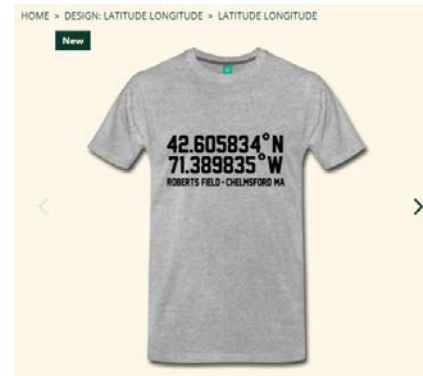 HOME > DESIGN: LATITUDE LONGITUDE > LATITUDE LONGITUDE
New
42.605834°N
71.389835°W
ROBERTS FIELD - CHELMSFORD MA